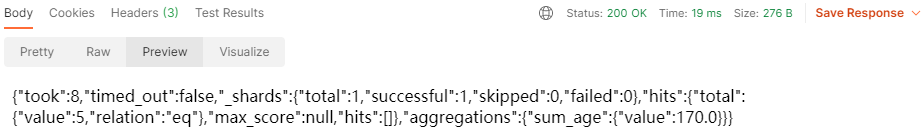 Body Cookies Headers (3) Test Results Status: 200 OK Time: 19 ms Size: 276 B Save Response
Pretty Raw Preview Visualize
{"took":8,"timed_out":false,"_shards":{"total":1,"successful":1,"skipped":0,"failed":0},"hits":{"total":
{"value":5,"relation":"eq"},"max_score":null,"hits":[]},"aggregations":{"sum_age":{"value":170.0}}}